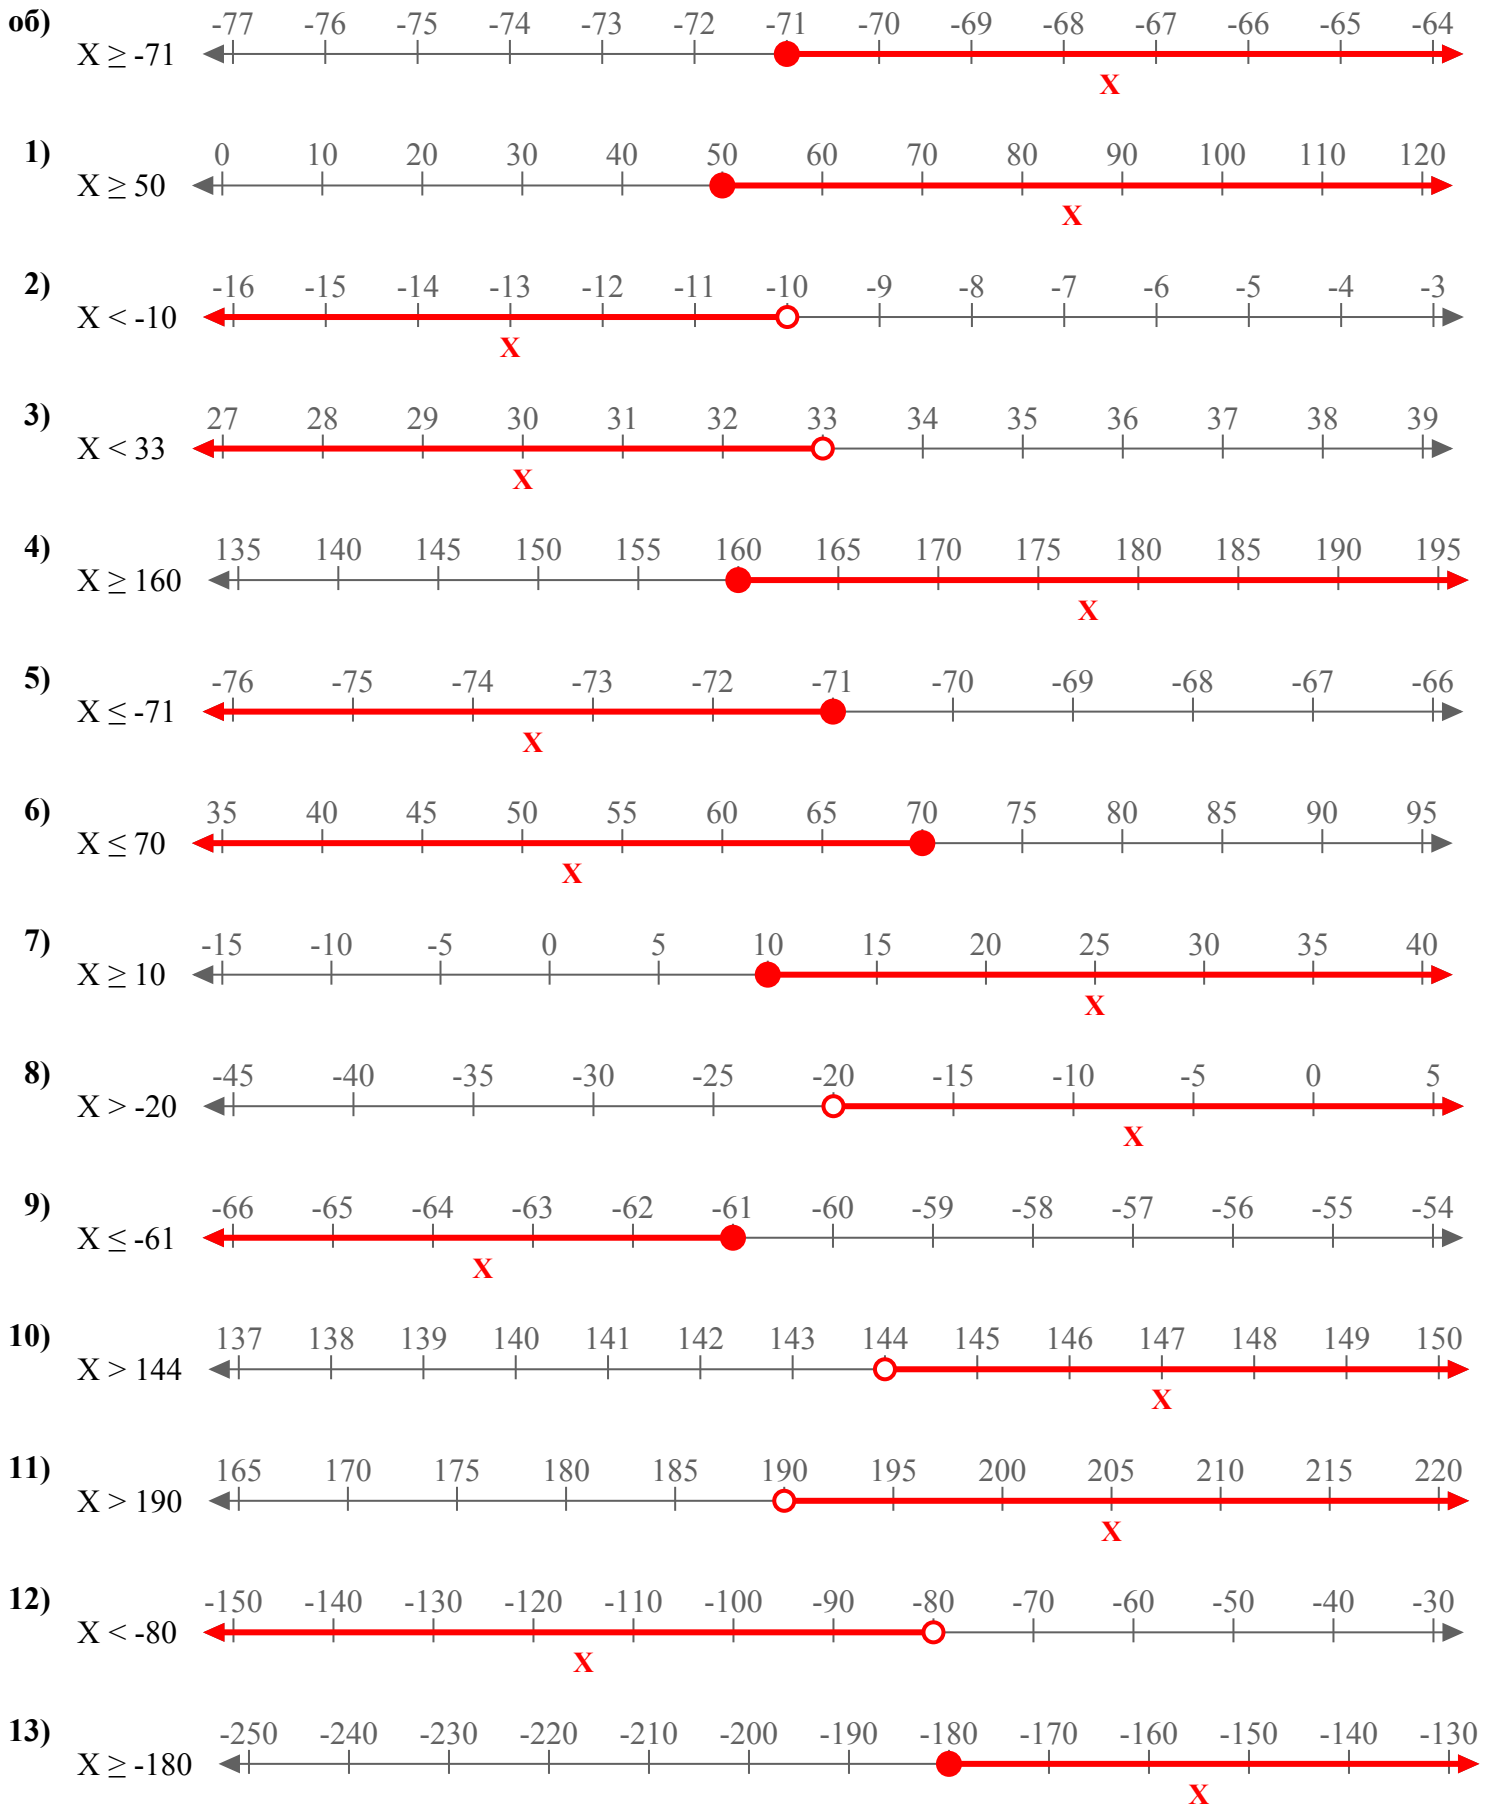 об) -77 -76 -75 -74 -73 -72 -71 -70 -69 -68 -67 -66 -65 -64
X ≥ -71
X
1) 0 10 20 30 40 50 60 70 80 90 100 110 120
X ≥ 50
X
2) -16 -15 -14 -13 -12 -11 -10 -9 -8 -7 -6 -5 -4 -3
X < -10
X
3) 27 28 29 30 31 32 33 34 35 36 37 38 39
X < 33
X
4) 135 140 145 150 155 160 165 170 175 180 185 190 195
X ≥ 160
X
5) -76 -75 -74 -73 -72 -71 -70 -69 -68 -67 -66
X ≤ -71
X
6) 35 40 45 50 55 60 65 70 75 80 85 90 95
X ≤ 70
X
7) -15 -10 -5 0 5 10 15 20 25 30 35 40
X ≥ 10
X
8) -45 -40 -35 -30 -25 -20 -15 -10 -5 0 5
X > -20
X
9) -66 -65 -64 -63 -62 -61 -60 -59 -58 -57 -56 -55 -54
X ≤ -61
X
10) 137 138 139 140 141 142 143 144 145 146 147 148 149 150
X > 144
X
11) 165 170 175 180 185 190 195 200 205 210 215 220
X > 190
X
12) -150 -140 -130 -120 -110 -100 -90 -80 -70 -60 -50 -40 -30
X < -80
X
13) -250 -240 -230 -220 -210 -200 -190 -180 -170 -160 -150 -140 -130
X ≥ -180
X